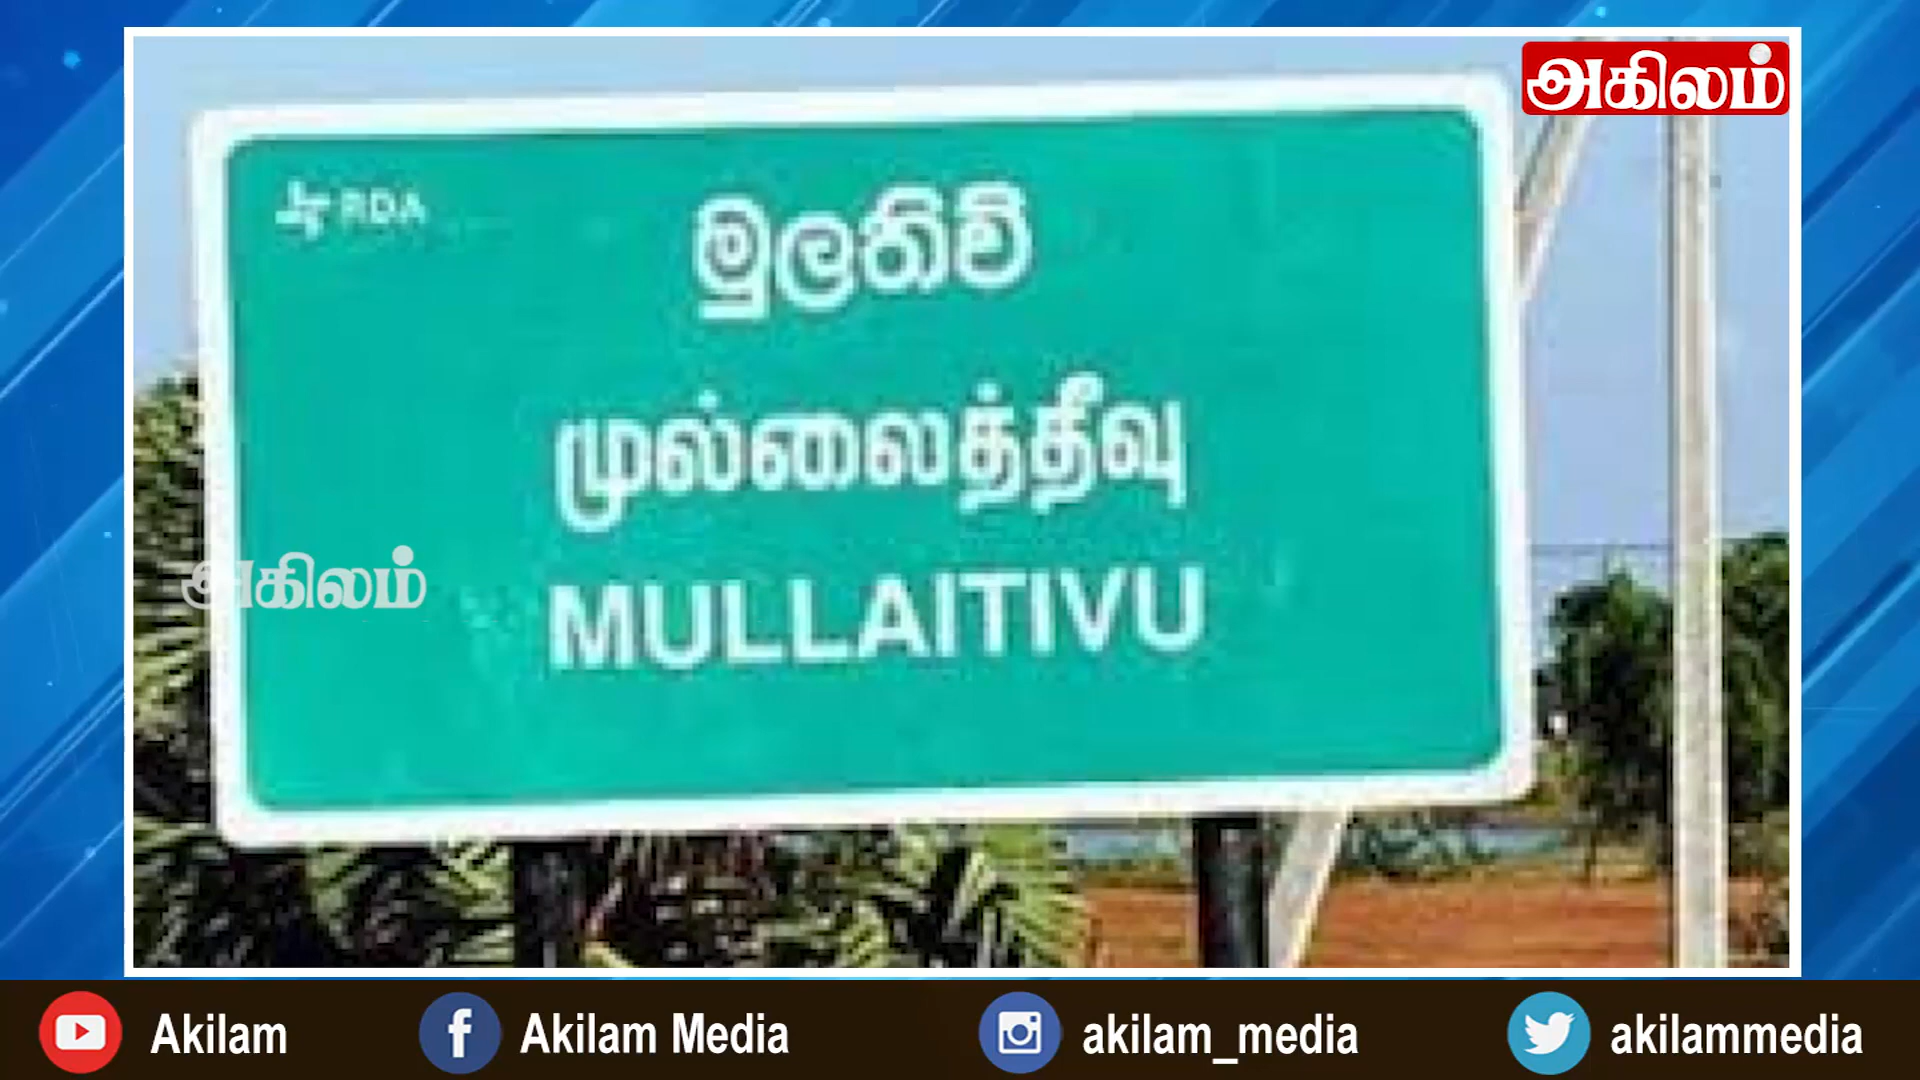 அகிலம்
RDA
මුලතිව්
முல்லைத்தீவு
அகிலம்
MULLAITIVU
Akilam
Akilam Media
akilam_media
akilammedia